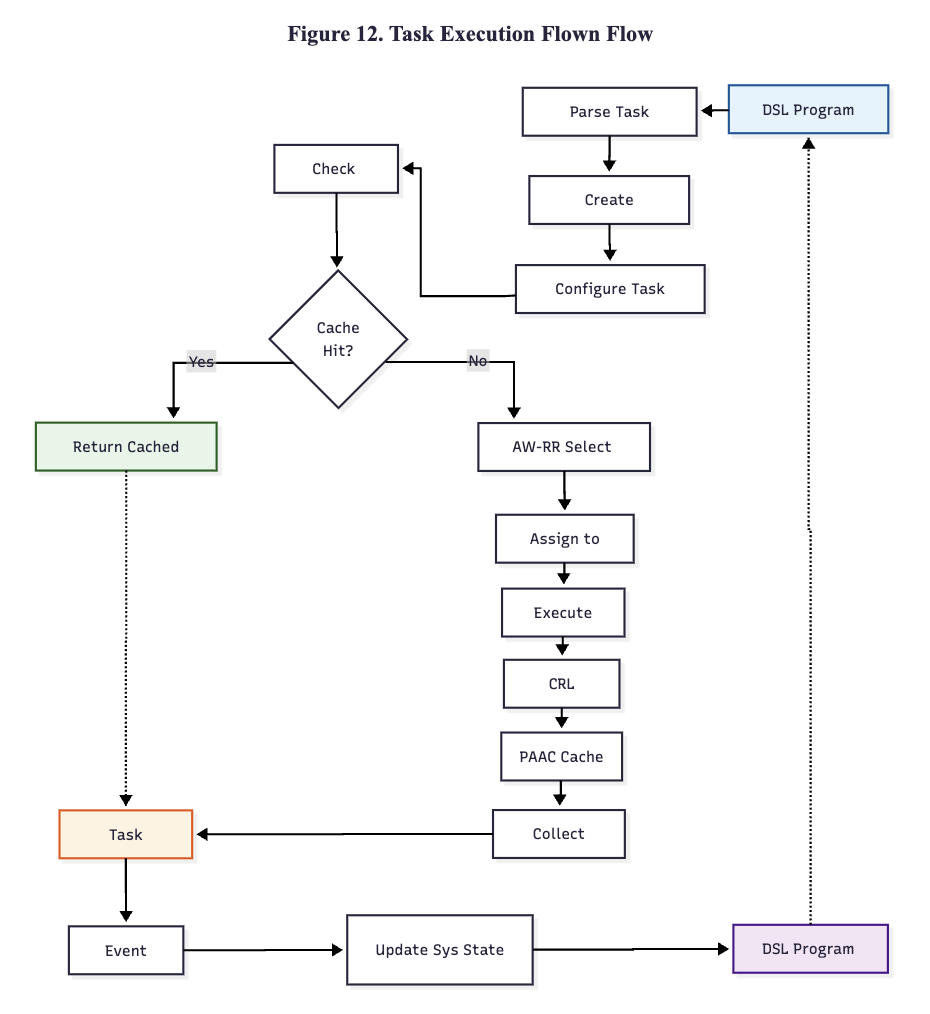 Figure 12. Task Execution Flown Flow
DSL Program
Parse Task
Create
Configure Task
Check
Cache
Hit?
Yes
No
Return Cached
AW-RR Select
Assign to
Execute
CRL
PAAC Cache
Collect
Task
Event
Update Sys State
DSL Program